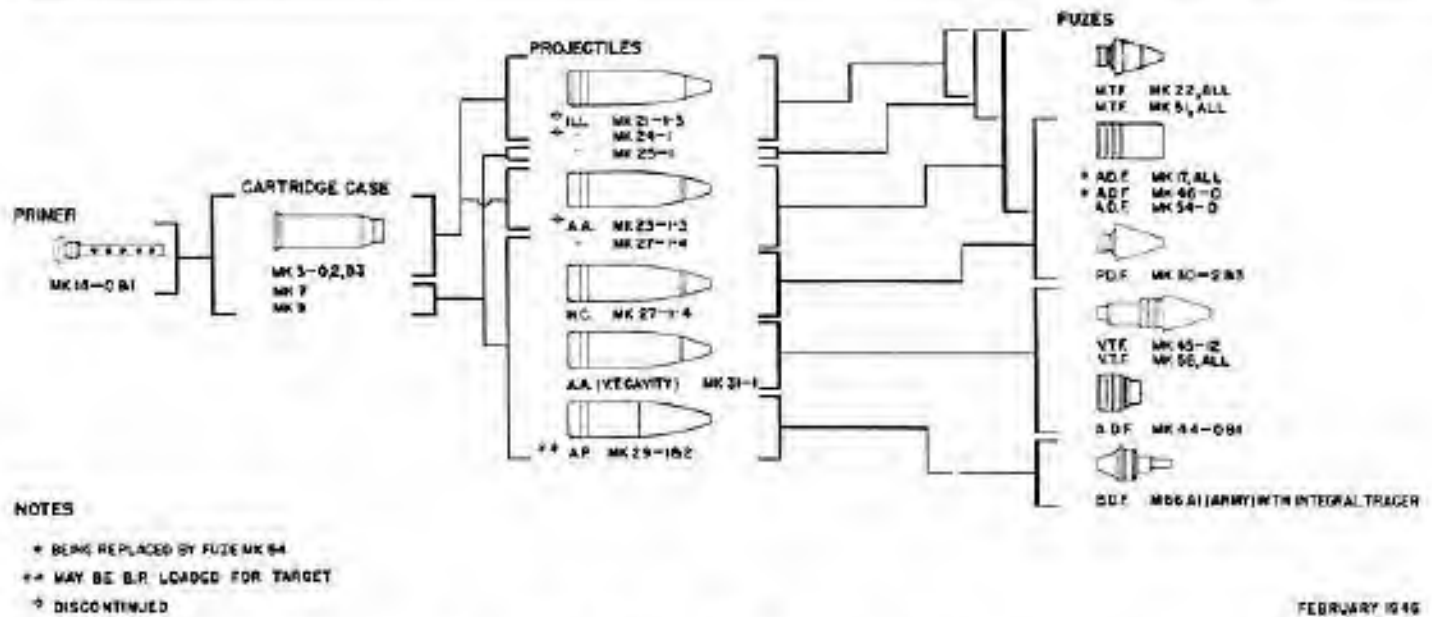 PRIMER
MK 14-0&1
CARTRIDGE CASE
MK 5-0,2,&3
MK 7
MK 9
PROJECTILES
ILL. MK 21-1-3
" MK 24-1
" MK 25-1
A.A. MK 23-1-3
" MK 27-1-4
H.C. MK 27-1-4
A.A. (V.T. CAVITY) MK 31-1
** A.P. MK 29-1&2
FUZES
M.T.F. MK 22, ALL
M.T.F. MK 51, ALL
* A.D.F. MK 17, ALL
* A.D.F. MK 46-0
A.D.F. MK 54-0
P.D.F. MK 30-2&3
V.T.F. MK 45-12
V.T.F. MK 56, ALL
B.D.F. MK 44-0&1
B.D.F. M66 A1 (ARMY) WITH INTEGRAL TRACER
NOTES
* BEING REPLACED BY FUZE MK 54
** MAY BE B.P. LOADED FOR TARGET
DISCONTINUED
FEBRUARY 1946